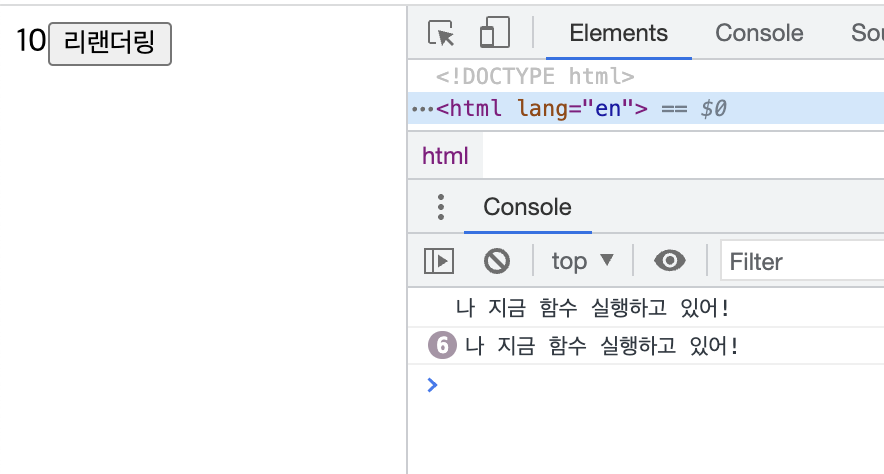 10 리랜더링
Elements Console Sou
<!DOCTYPE html>
···<html lang="en"> == $0
html
Console
top ▼ Filter
나 지금 함수 실행하고 있어!
6 나 지금 함수 실행하고 있어!
>